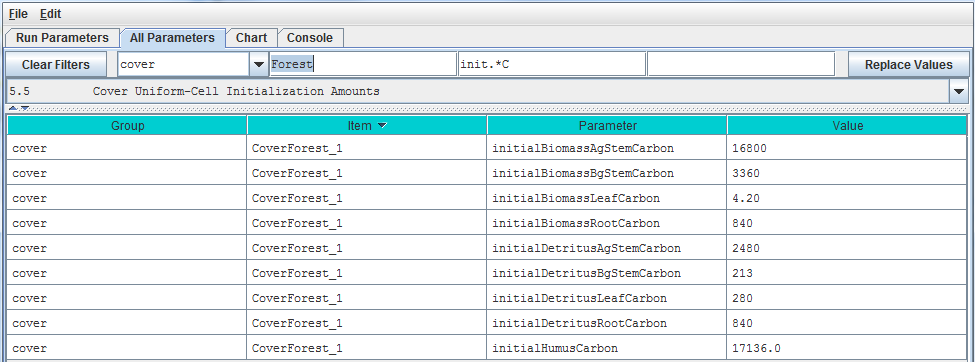 File Edit
Run Parameters All Parameters Chart Console
Clear Filters cover Forest init.*C Replace Values
5.5 Cover Uniform-Cell Initialization Amounts
Group Item Parameter Value
cover CoverForest_1 initialBiomassAgStemCarbon 16800
cover CoverForest_1 initialBiomassBgStemCarbon 3360
cover CoverForest_1 initialBiomassLeafCarbon 4.20
cover CoverForest_1 initialBiomassRootCarbon 840
cover CoverForest_1 initialDetritusAgStemCarbon 2480
cover CoverForest_1 initialDetritusBgStemCarbon 213
cover CoverForest_1 initialDetritusLeafCarbon 280
cover CoverForest_1 initialDetritusRootCarbon 840
cover CoverForest_1 initialHumusCarbon 17136.0